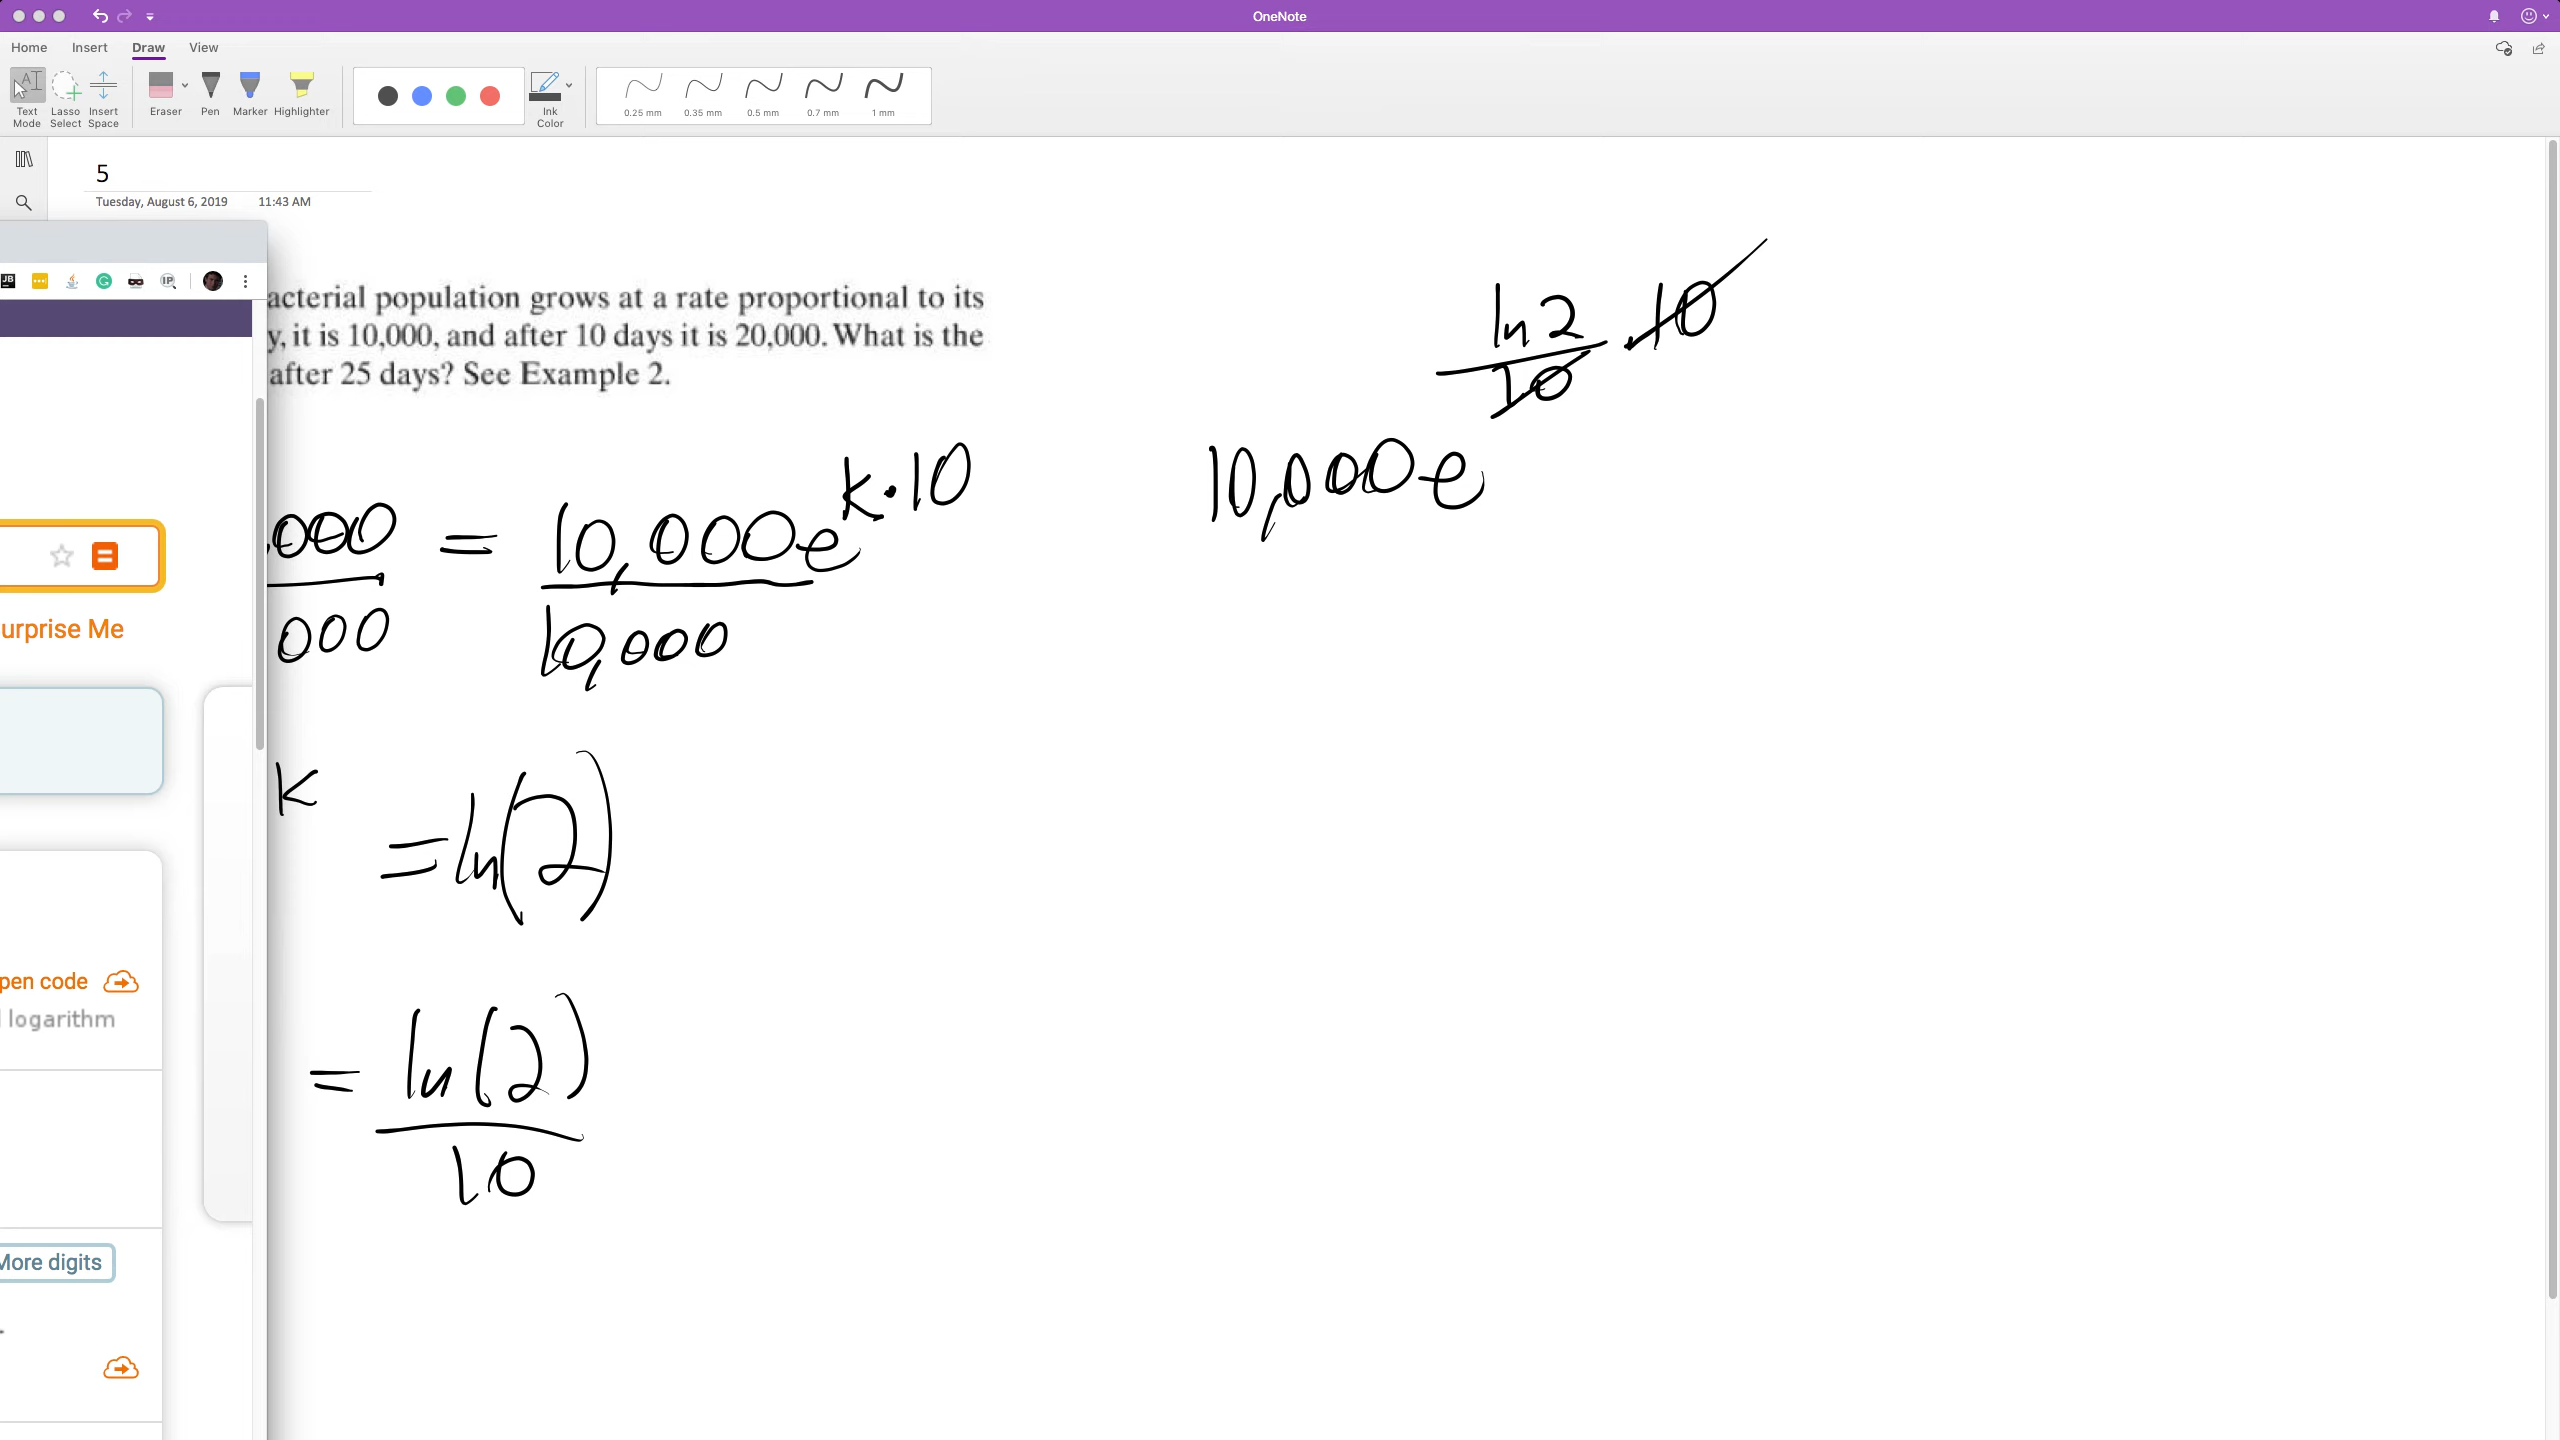 OneNote
Home Insert Draw View
Text Mode Lasso Select Insert Space Eraser Pen Marker Highlighter Ink Color 0.25 mm 0.35 mm 0.5 mm 0.7 mm 1 mm
5
Tuesday, August 6, 2019 11:43 AM
JB IP
acterial population grows at a rate proportional to its
y, it is 10,000, and after 10 days it is 20,000. What is the
after 25 days? See Example 2.
ln 2 · 10
10
10,000e
,000 = 10,000e k·10
000 10,000
urprise Me
k = ln(2)
pen code
logarithm
= ln(2)
10
More digits